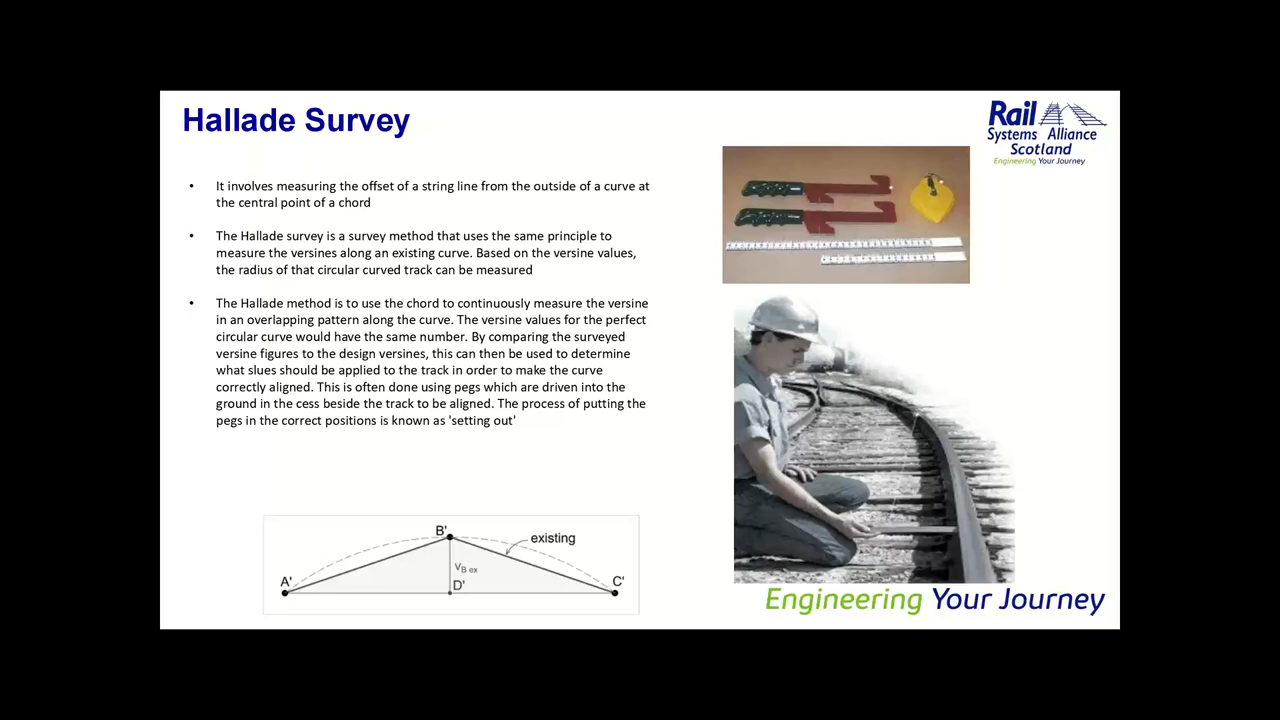 Hallade Survey
Rail
Systems Alliance
Scotland
Engineering Your Journey
• It involves measuring the offset of a string line from the outside of a curve at
the central point of a chord
• The Hallade survey is a survey method that uses the same principle to
measure the versines along an existing curve. Based on the versine values,
the radius of that circular curved track can be measured
• The Hallade method is to use the chord to continuously measure the versine
in an overlapping pattern along the curve. The versine values for the perfect
circular curve would have the same number. By comparing the surveyed
versine figures to the design versines, this can then be used to determine
what slues should be applied to the track in order to make the curve
correctly aligned. This is often done using pegs which are driven into the
ground in the cess beside the track to be aligned. The process of putting the
pegs in the correct positions is known as 'setting out'
B'
existing
V B ex
A'
D'
C'
Engineering Your Journey